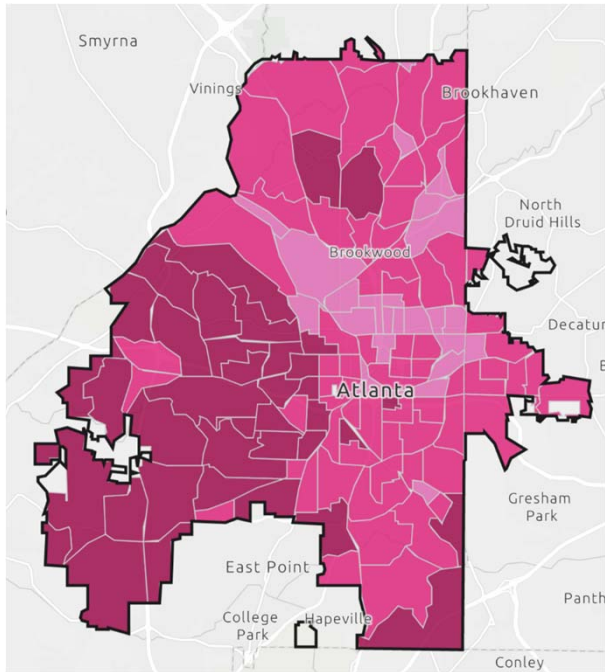 Smyrna
Vinings
Brookhaven
North
Druid Hills
Brookwood
Decatur
Atlanta
Gresham
Park
East Point
Panth
College
Park
Hapeville
Conley